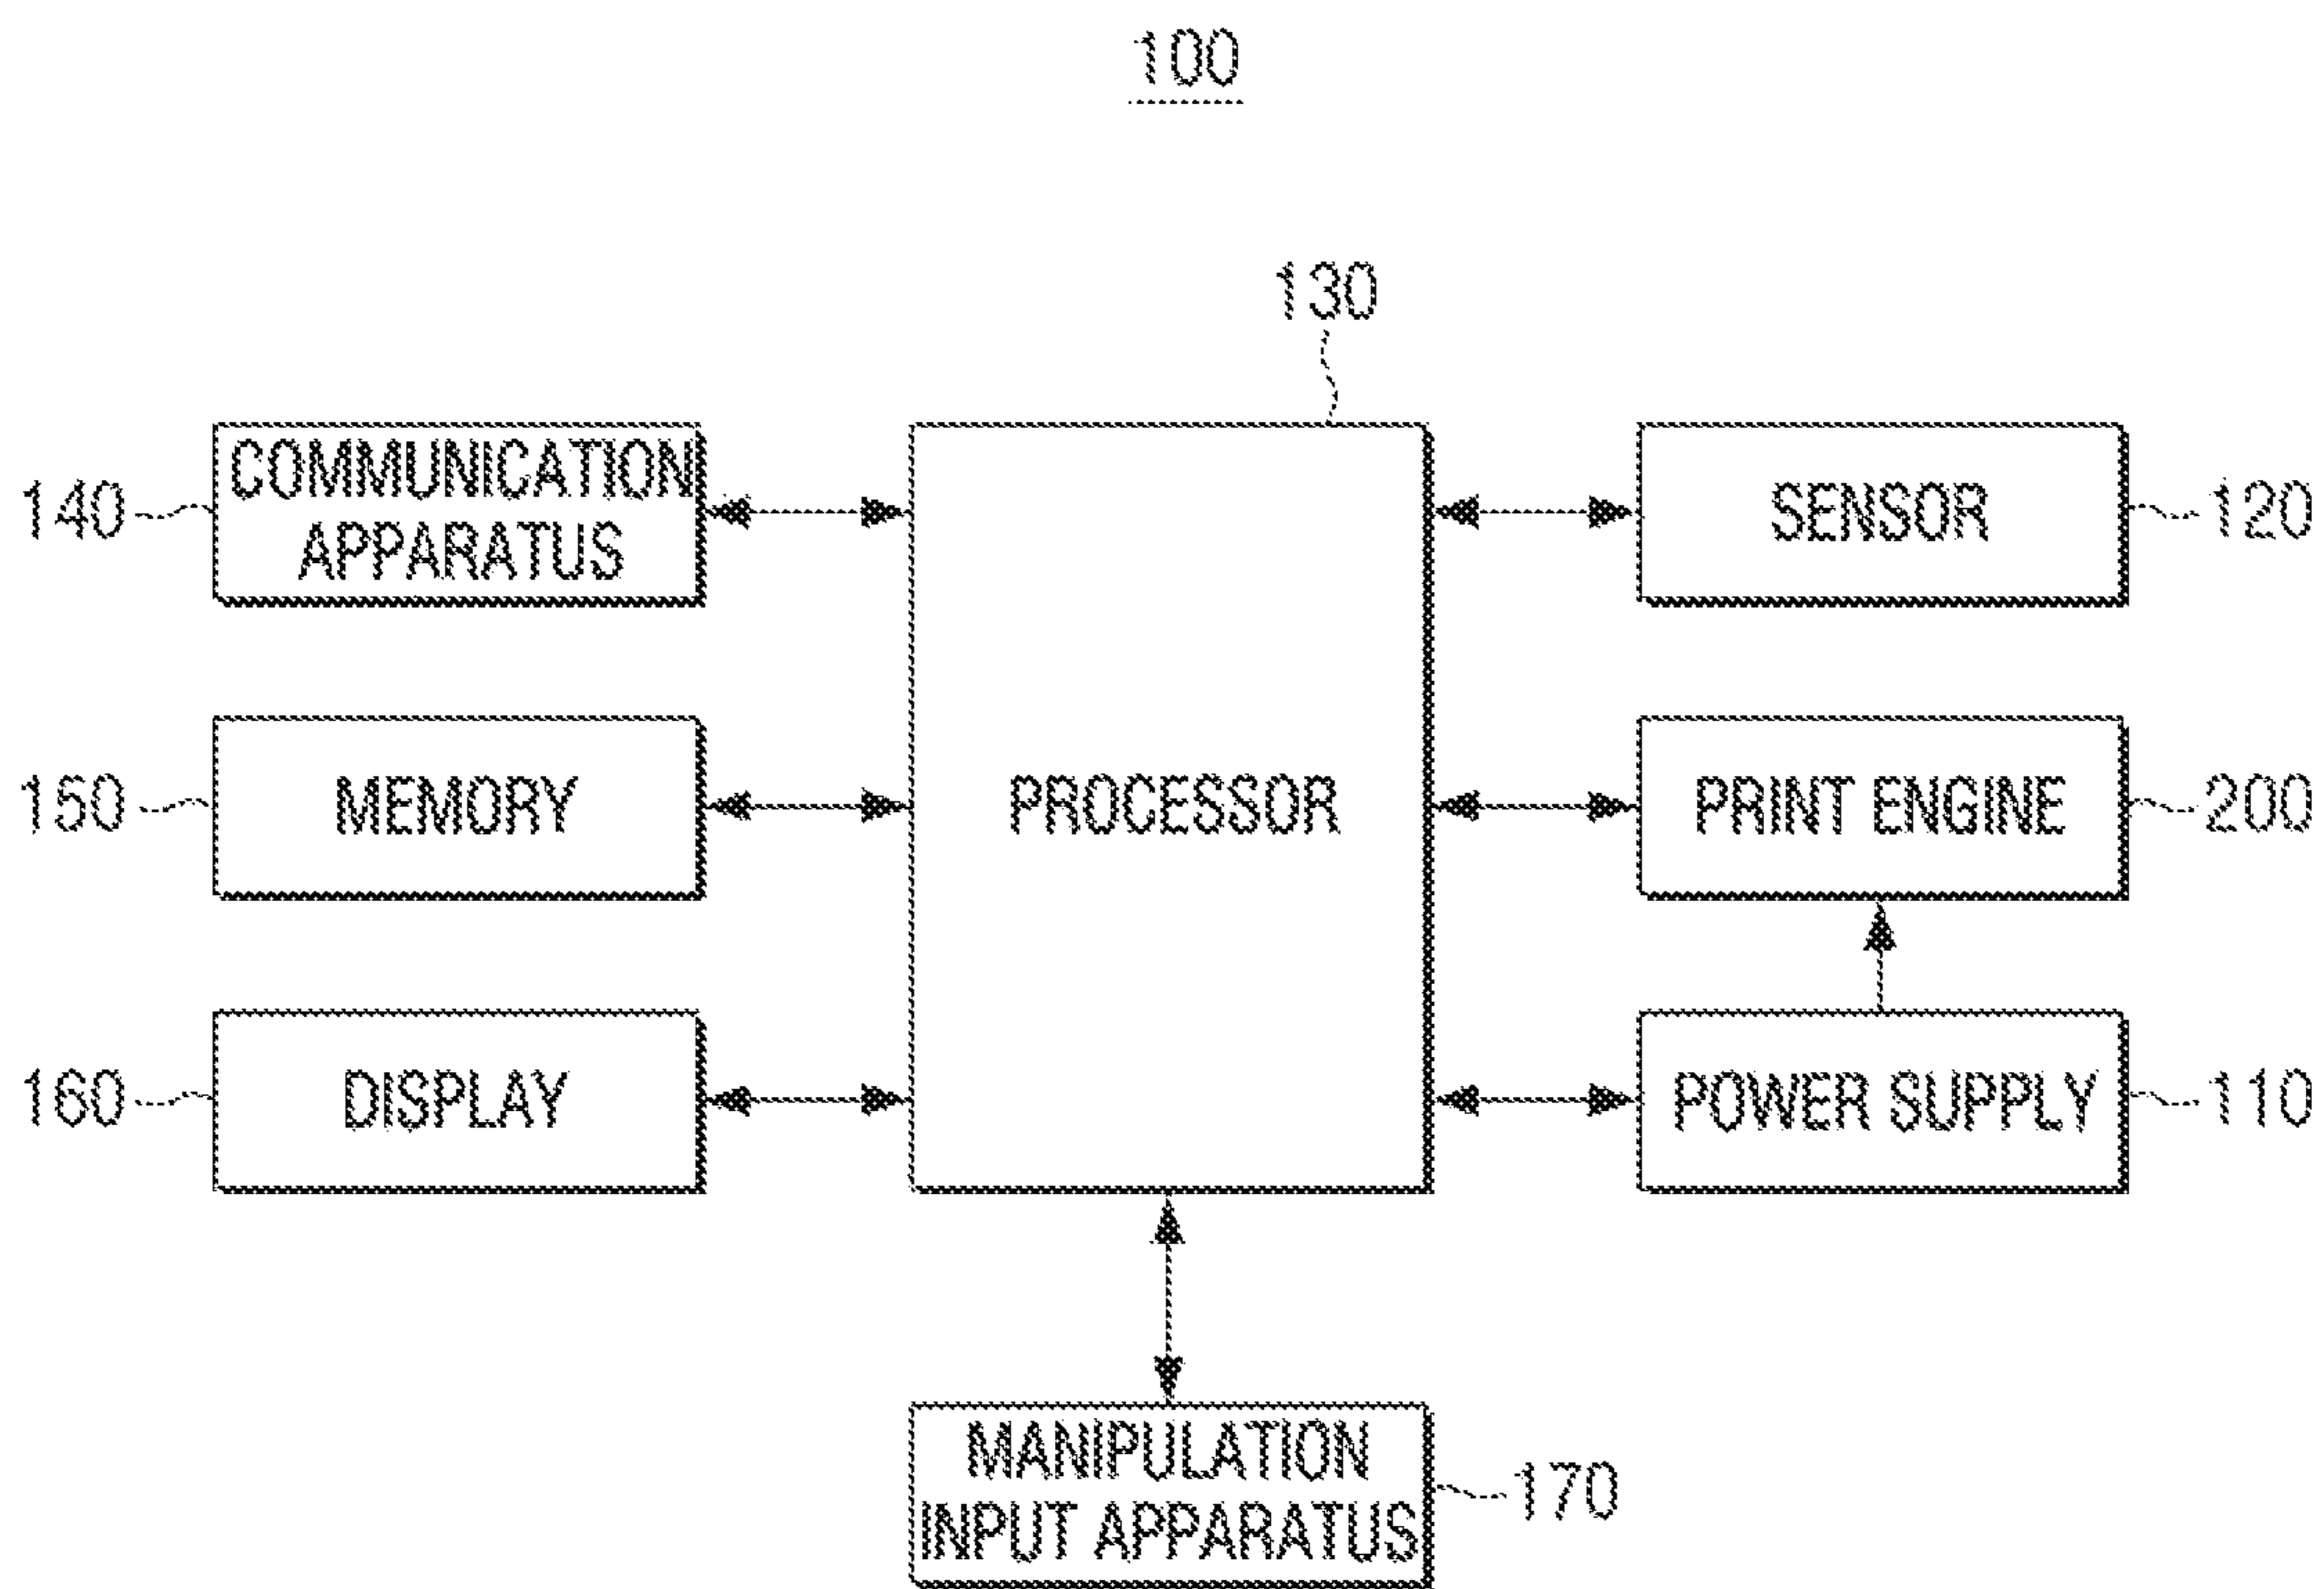 100
130
140
COMMUNICATION
APPARATUS
SENSOR
120
150
MEMORY
PROCESSOR
PRINT ENGINE
200
160
DISPLAY
POWER SUPPLY
110
MANIPULATION
INPUT APPARATUS
170